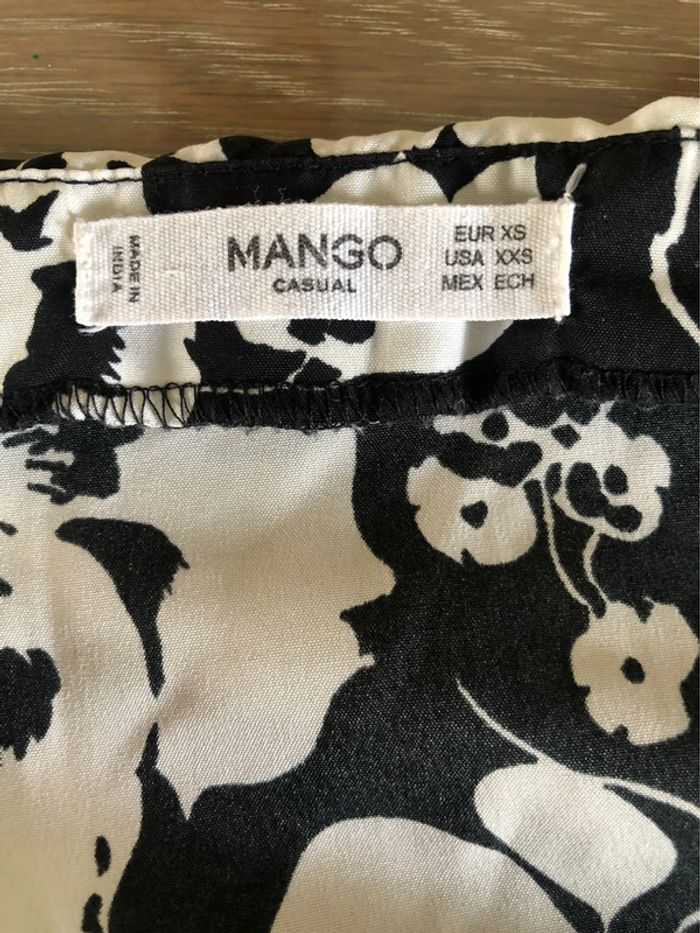 MADE IN
INDIA
MANGO
CASUAL
EUR XS
USA XXS
MEX ECH